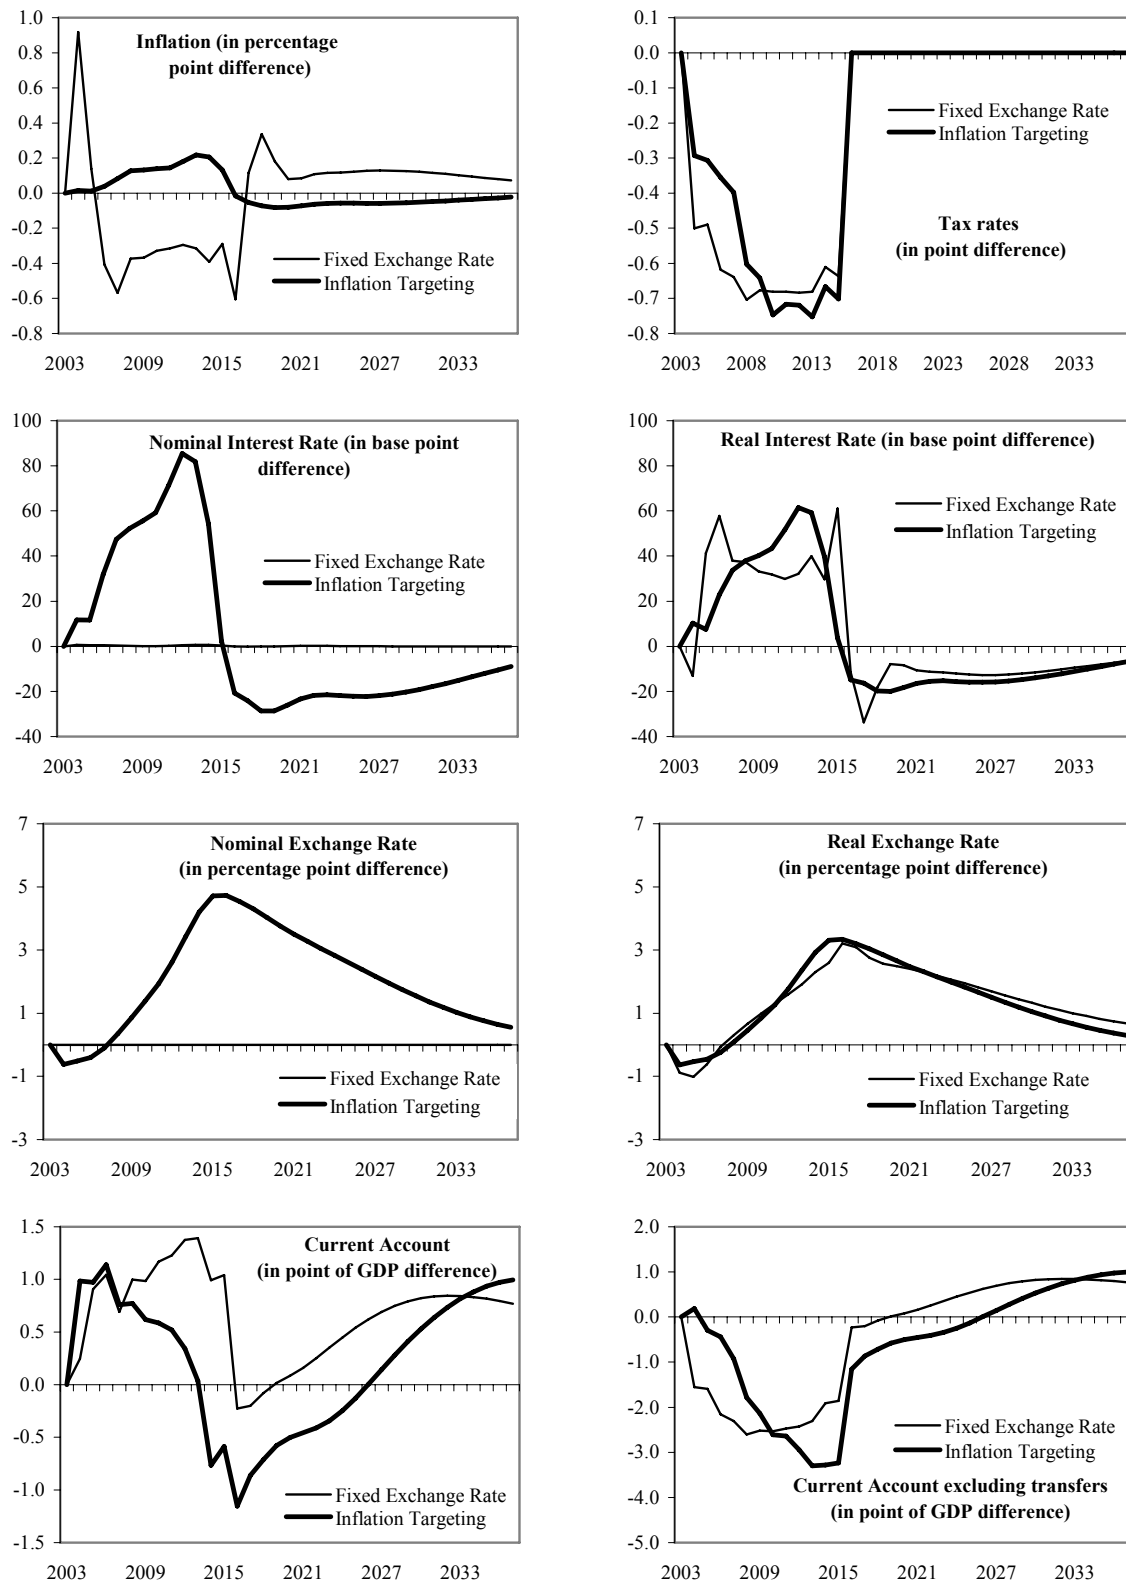 Inflation (in percentage
point difference)
1.0
0.8
0.6
0.4
0.2
0.0
-0.2
-0.4
-0.6
-0.8
Fixed Exchange Rate
Inflation Targeting
2003 2009 2015 2021 2027 2033
0.1
0.0
-0.1
-0.2
-0.3
-0.4
-0.5
-0.6
-0.7
-0.8
Fixed Exchange Rate
Inflation Targeting
Tax rates
(in point difference)
2003 2008 2013 2018 2023 2028 2033
Nominal Interest Rate (in base point
difference)
100
80
60
40
20
0
-20
-40
Fixed Exchange Rate
Inflation Targeting
2003 2009 2015 2021 2027 2033
Real Interest Rate (in base point difference)
100
80
60
40
20
0
-20
-40
Fixed Exchange Rate
Inflation Targeting
2003 2009 2015 2021 2027 2033
Nominal Exchange Rate
(in percentage point difference)
7
5
3
1
-1
-3
Fixed Exchange Rate
Inflation Targeting
2003 2009 2015 2021 2027 2033
Real Exchange Rate
(in percentage point difference)
7
5
3
1
-1
-3
Fixed Exchange Rate
Inflation Targeting
2003 2009 2015 2021 2027 2033
Current Account
(in point of GDP difference)
1.5
1.0
0.5
0.0
-0.5
-1.0
-1.5
Fixed Exchange Rate
Inflation Targeting
2003 2009 2015 2021 2027 2033
2.0
1.0
0.0
-1.0
-2.0
-3.0
-4.0
-5.0
Fixed Exchange Rate
Inflation Targeting
Current Account excluding transfers
(in point of GDP difference)
2003 2009 2015 2021 2027 2033